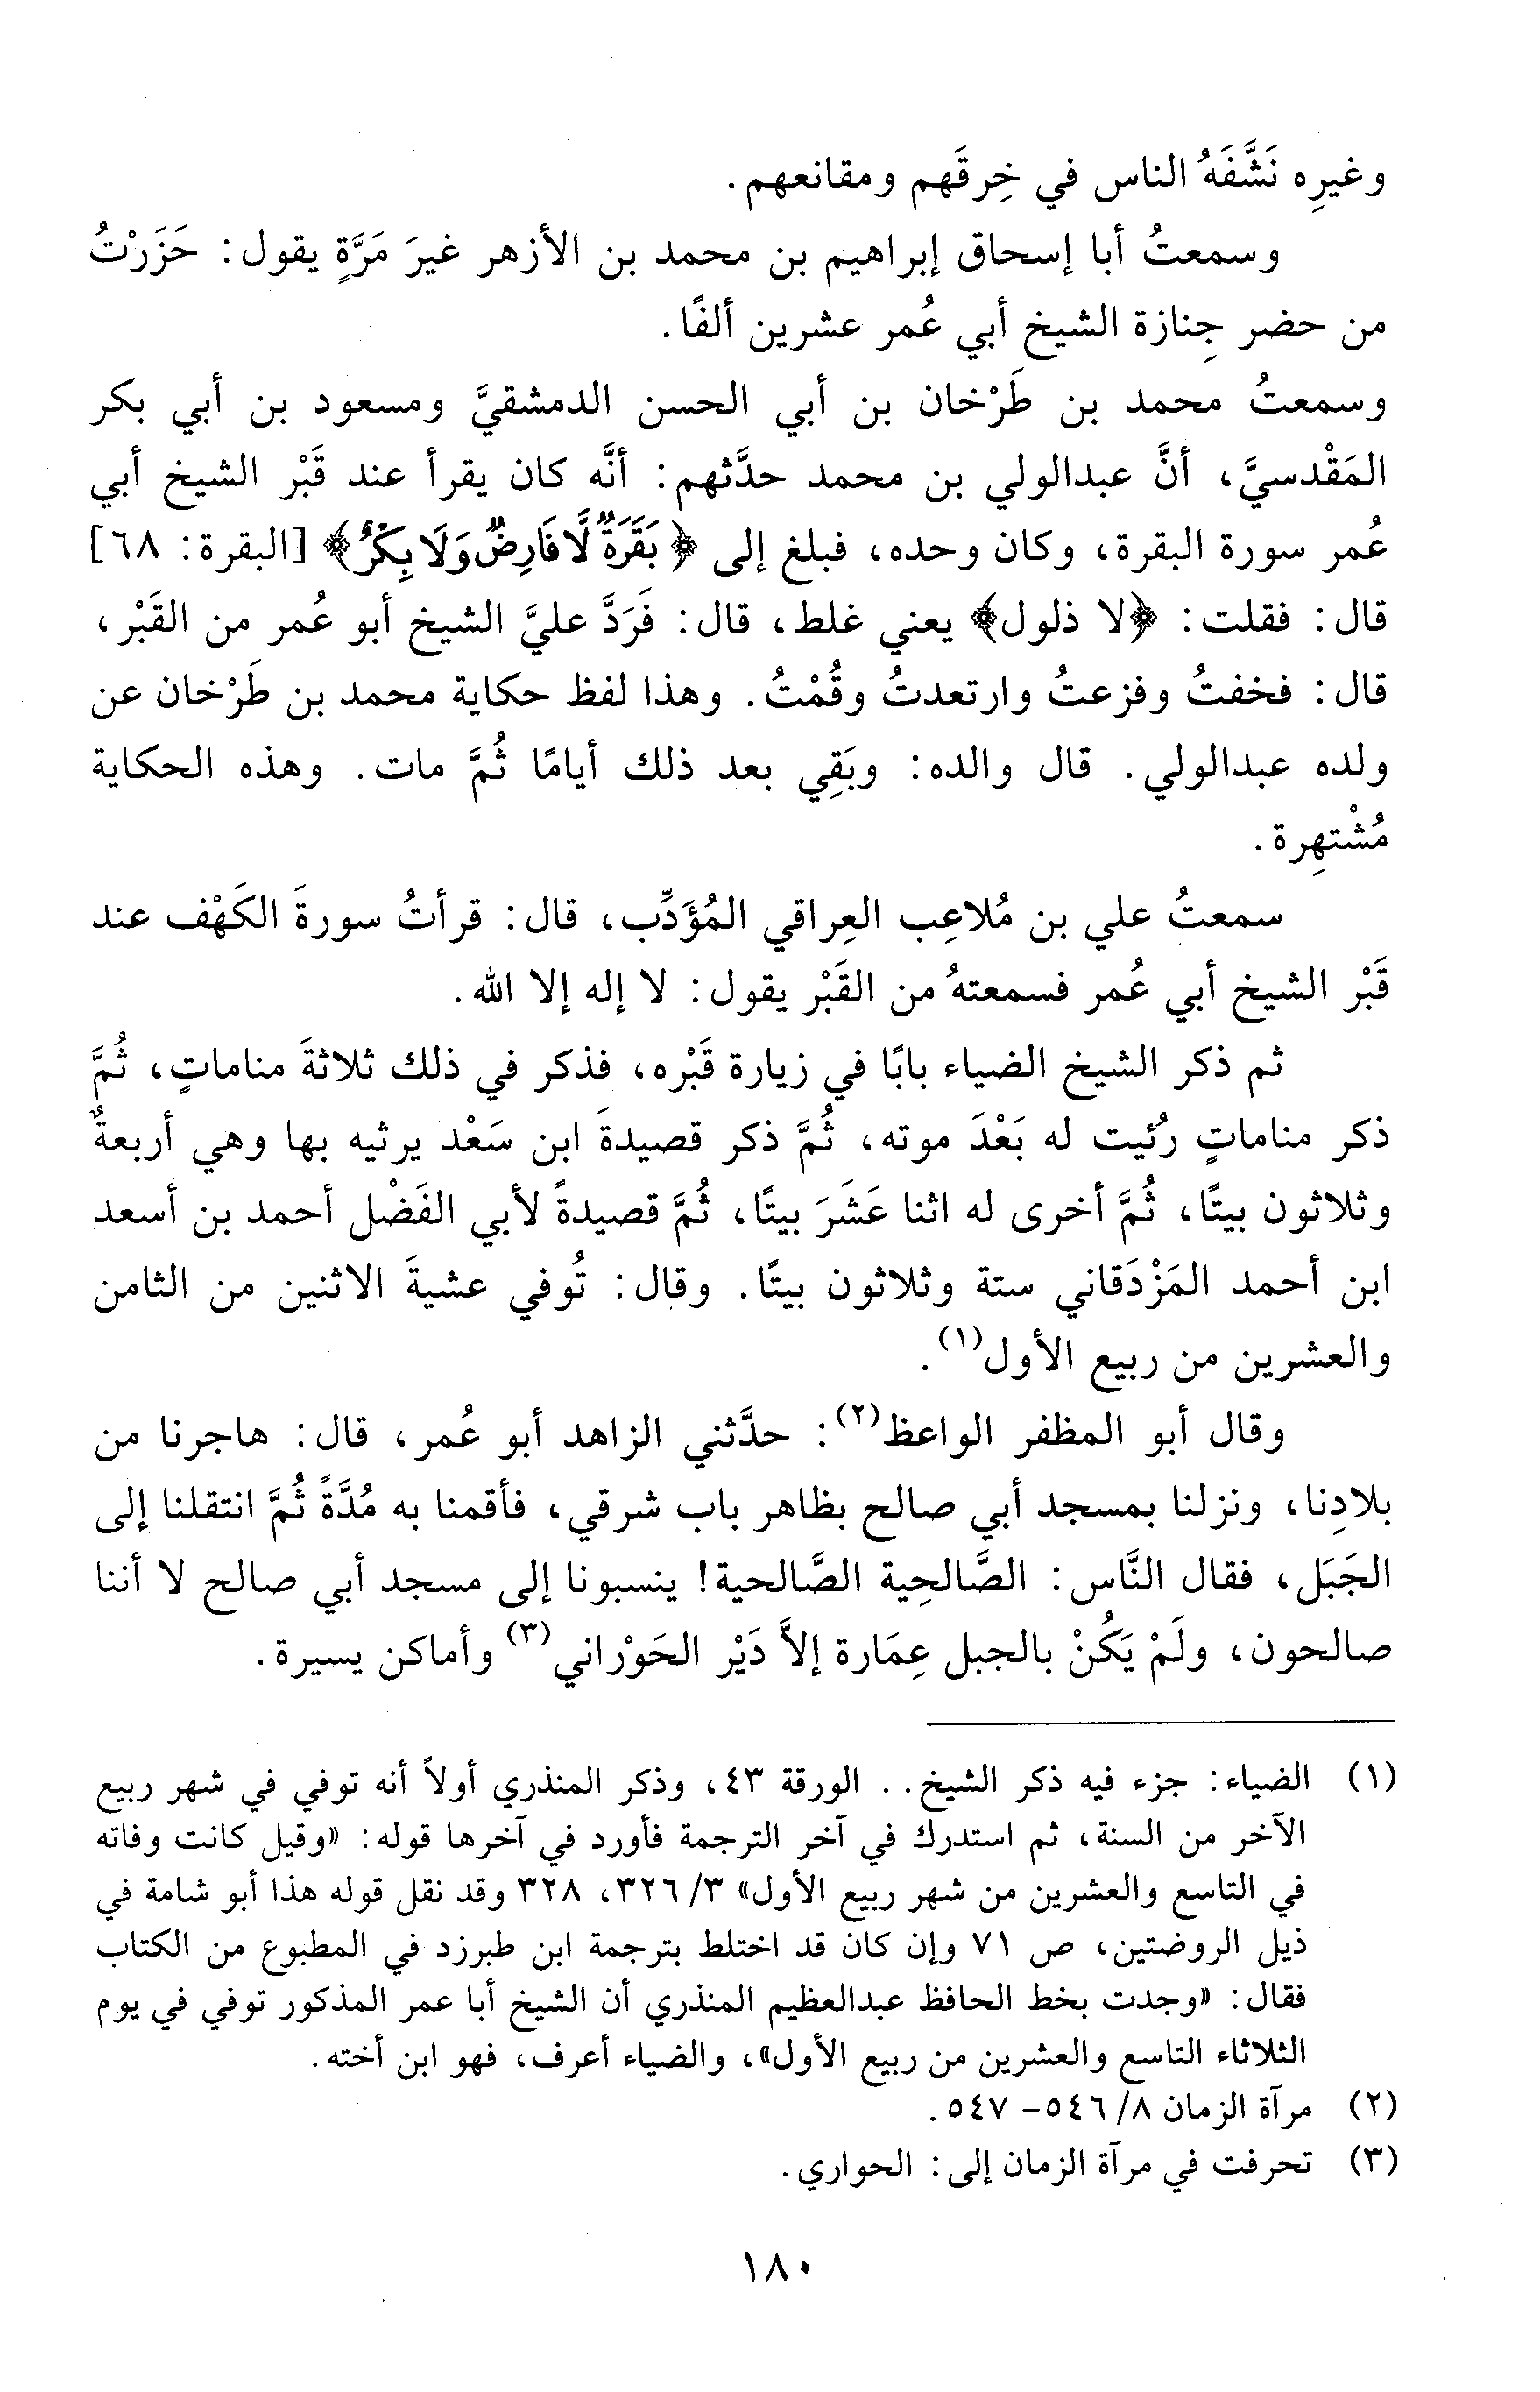 وغيرِه نَشَّفَهُ الناس في خِرقَهم ومقانعهم.
وسمعتُ أبا إسحاق إبراهيم بن محمد بن الأزهر غيرَ مَرَّةٍ يقول: حَزَرْتُ
من حضر جِنازة الشيخ أبي عُمر عشرين ألفًا.
وسمعتُ محمد بن طَرْخان بن أبي الحسن الدمشقيَّ ومسعود بن أبي بكر
المَقْدسيَّ، أنَّ عبدالولي بن محمد حدَّثهم: أنَّه كان يقرأ عند قَبْر الشيخ أبي
عُمر سورة البقرة، وكان وحده، فبلغ إلى ﴿بَقَرَةٌ لَّا فَارِضٌ وَلَا بِكْرٌ﴾ [البقرة: ٦٨]
قال: فقلت: ﴿لا ذلول﴾ يعني غلط، قال: فَرَدَّ عليَّ الشيخ أبو عُمر من القَبْر،
قال: فخفتُ وفزعتُ وارتعدتُ وقُمْتُ. وهذا لفظ حكاية محمد بن طَرْخان عن
ولده عبدالولي. قال والده: وبَقِي بعد ذلك أيامًا ثُمَّ مات. وهذه الحكاية
مُشْتهِرة.
سمعتُ علي بن مُلاعِب العِراقي المُؤَدِّب، قال: قرأتُ سورةَ الكَهْف عند
قَبْر الشيخ أبي عُمر فسمعتهُ من القَبْر يقول: لا إله إلا الله.
ثم ذكر الشيخ الضياء بابًا في زيارة قَبْره، فذكر في ذلك ثلاثةَ مناماتٍ، ثُمَّ
ذكر مناماتٍ رُئيت له بَعْدَ موته، ثُمَّ ذكر قصيدةَ ابن سَعْد يرثيه بها وهي أربعةٌ
وثلاثون بيتًا، ثُمَّ أخرى له اثنا عَشَرَ بيتًا، ثُمَّ قصيدةً لأبي الفَضْل أحمد بن أسعد
ابن أحمد المَزْدَقاني ستة وثلاثون بيتًا. وقال: تُوفي عشيةَ الاثنين من الثامن
والعشرين من ربيع الأول(١).
وقال أبو المظفر الواعظ(٢): حدَّثني الزاهد أبو عُمر، قال: هاجرنا من
بلادِنا، ونزلنا بمسجد أبي صالح بظاهر باب شرقي، فأقمنا به مُدَّةً ثُمَّ انتقلنا إلى
الجَبَل، فقال النَّاس: الصَّالحِية الصَّالحية! ينسبونا إلى مسجد أبي صالح لا أننا
صالحون، ولَمْ يَكُنْ بالجبل عِمَارة إلاَّ دَيْر الحَوْراني(٣) وأماكن يسيرة.
(١) الضياء: جزء فيه ذكر الشيخ.. الورقة ٤٣، وذكر المنذري أولاً أنه توفي في شهر ربيع
الآخر من السنة، ثم استدرك في آخر الترجمة فأورد في آخرها قوله: «وقيل كانت وفاته
في التاسع والعشرين من شهر ربيع الأول» ٣/ ٣٢٦، ٣٢٨ وقد نقل قوله هذا أبو شامة في
ذيل الروضتين، ص ٧١ وإن كان قد اختلط بترجمة ابن طبرزد في المطبوع من الكتاب
فقال: «وجدت بخط الحافظ عبدالعظيم المنذري أن الشيخ أبا عمر المذكور توفي في يوم
الثلاثاء التاسع والعشرين من ربيع الأول»، والضياء أعرف، فهو ابن أخته.
(٢) مرآة الزمان ٨/ ٥٤٦- ٥٤٧.
(٣) تحرفت في مرآة الزمان إلى: الحواري.
١٨٠